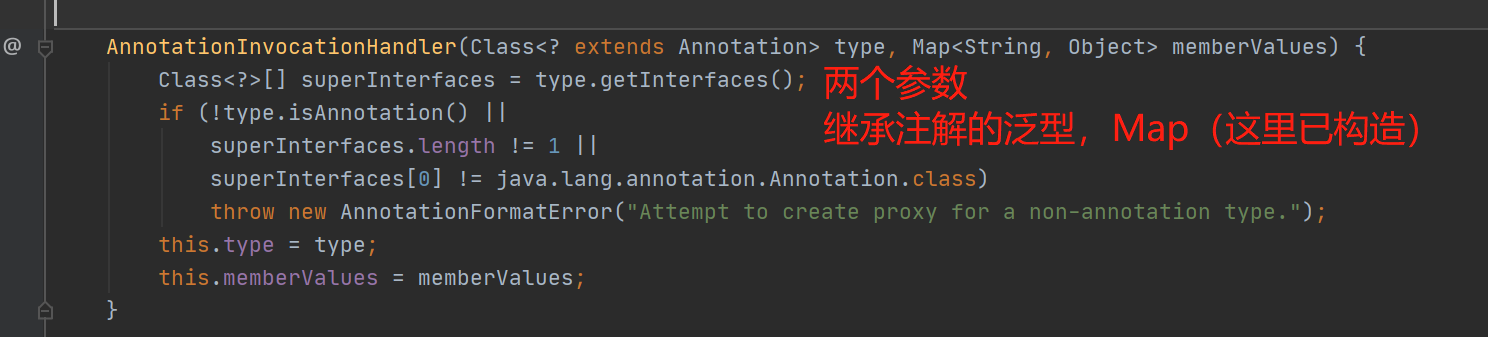 @ AnnotationInvocationHandler(Class<? extends Annotation> type, Map<String, Object> memberValues) {
Class<?>[] superInterfaces = type.getInterfaces(); 两个参数
if (!type.isAnnotation() || 继承注解的泛型，Map（这里已构造）
superInterfaces.length != 1 ||
superInterfaces[0] != java.lang.annotation.Annotation.class)
throw new AnnotationFormatError("Attempt to create proxy for a non-annotation type.");
this.type = type;
this.memberValues = memberValues;
}